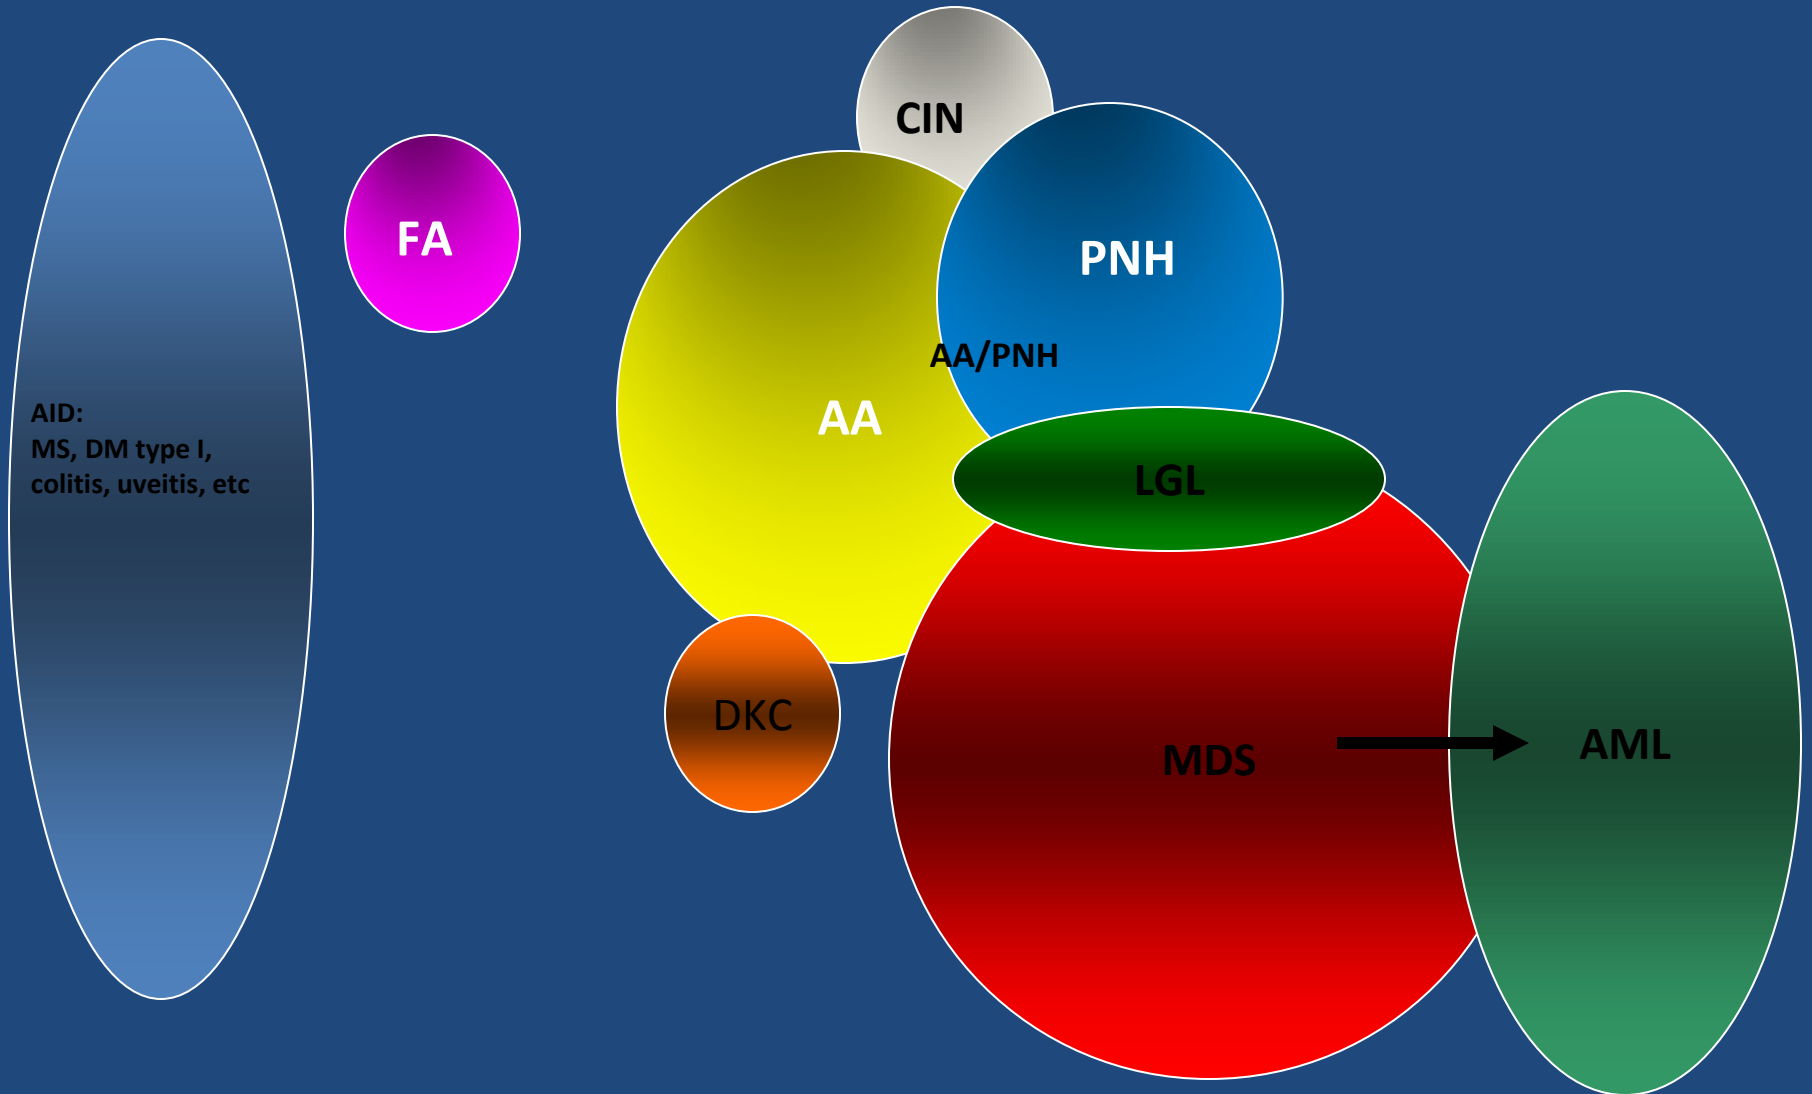 CIN
FA
PNH
AA/PNH
AA
AID:
MS, DM type I,
colitis, uveitis, etc
LGL
DKC
MDS
AML